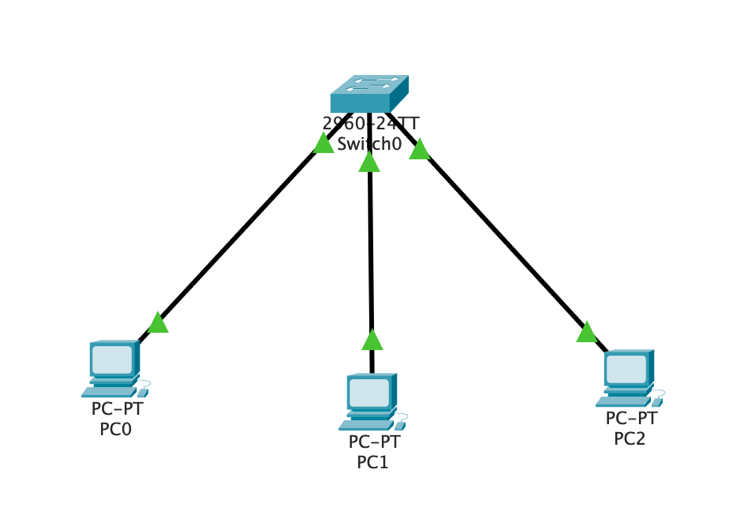 2960-24TT
Switch0
PC-PT
PC0
PC-PT
PC1
PC-PT
PC2